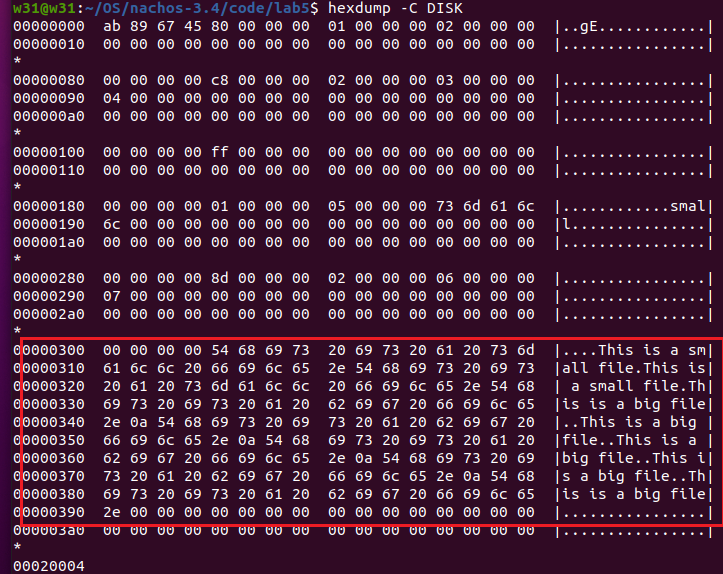 w31@w31:~/OS/nachos-3.4/code/lab5$ hexdump -C DISK
00000000  ab 89 67 45 80 00 00 00  01 00 00 00 02 00 00 00  |..gE............|
00000010  00 00 00 00 00 00 00 00  00 00 00 00 00 00 00 00  |................|
*
00000080  00 00 00 00 c8 00 00 00  02 00 00 00 03 00 00 00  |................|
00000090  04 00 00 00 00 00 00 00  00 00 00 00 00 00 00 00  |................|
000000a0  00 00 00 00 00 00 00 00  00 00 00 00 00 00 00 00  |................|
*
00000100  00 00 00 00 ff 00 00 00  00 00 00 00 00 00 00 00  |................|
00000110  00 00 00 00 00 00 00 00  00 00 00 00 00 00 00 00  |................|
*
00000180  00 00 00 00 01 00 00 00  05 00 00 00 73 6d 61 6c  |............smal|
00000190  6c 00 00 00 00 00 00 00  00 00 00 00 00 00 00 00  |l...............|
000001a0  00 00 00 00 00 00 00 00  00 00 00 00 00 00 00 00  |................|
*
00000280  00 00 00 00 8d 00 00 00  02 00 00 00 06 00 00 00  |................|
00000290  07 00 00 00 00 00 00 00  00 00 00 00 00 00 00 00  |................|
000002a0  00 00 00 00 00 00 00 00  00 00 00 00 00 00 00 00  |................|
*
00000300  00 00 00 00 54 68 69 73  20 69 73 20 61 20 73 6d  |....This is a sm|
00000310  61 6c 6c 20 66 69 6c 65  2e 54 68 69 73 20 69 73  |all file.This is|
00000320  20 61 20 73 6d 61 6c 6c  20 66 69 6c 65 2e 54 68  | a small file.Th|
00000330  69 73 20 69 73 20 61 20  62 69 67 20 66 69 6c 65  |is is a big file|
00000340  2e 0a 54 68 69 73 20 69  73 20 61 20 62 69 67 20  |..This is a big |
00000350  66 69 6c 65 2e 0a 54 68  69 73 20 69 73 20 61 20  |file..This is a |
00000360  62 69 67 20 66 69 6c 65  2e 0a 54 68 69 73 20 69  |big file..This i|
00000370  73 20 61 20 62 69 67 20  66 69 6c 65 2e 0a 54 68  |s a big file..Th|
00000380  69 73 20 69 73 20 61 20  62 69 67 20 66 69 6c 65  |is is a big file|
00000390  2e 00 00 00 00 00 00 00  00 00 00 00 00 00 00 00  |................|
000003a0  00 00 00 00 00 00 00 00  00 00 00 00 00 00 00 00  |................|
*
00020004